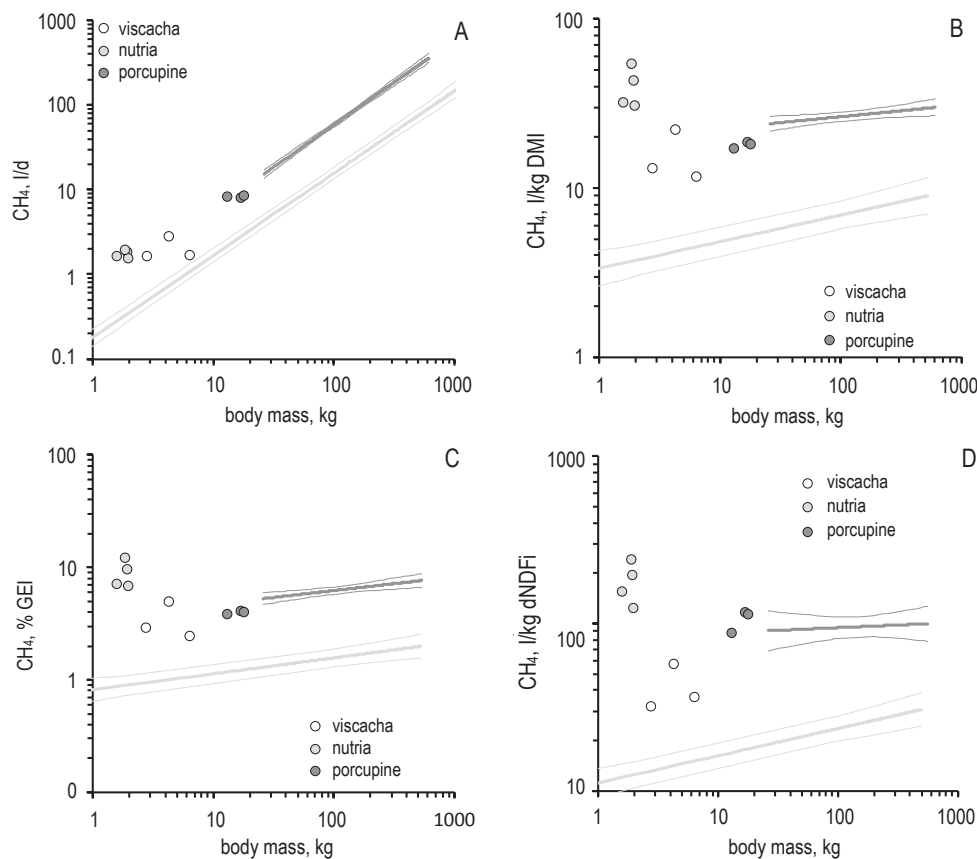 A
viscacha
nutria
porcupine
1000
100
10
1
0.1
CH₄, l/d
1 10 100 1000
body mass, kg
B
100
10
1
CH₄, l/kg DMI
viscacha
nutria
porcupine
1 10 100 1000
body mass, kg
C
100
10
1
0
CH₄, % GEI
viscacha
nutria
porcupine
1 10 100 1000
body mass, kg
D
1000
100
10
CH₄, l/kg dNDFi
viscacha
nutria
porcupine
1 10 100 1000
body mass, kg